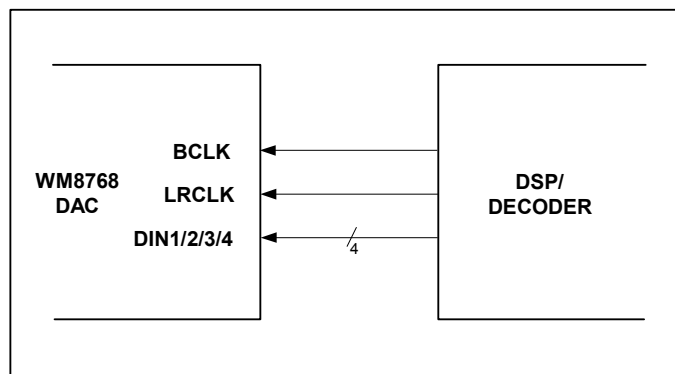 BCLK
WM8768
DAC
LRCLK
DIN1/2/3/4
4
DSP/
DECODER